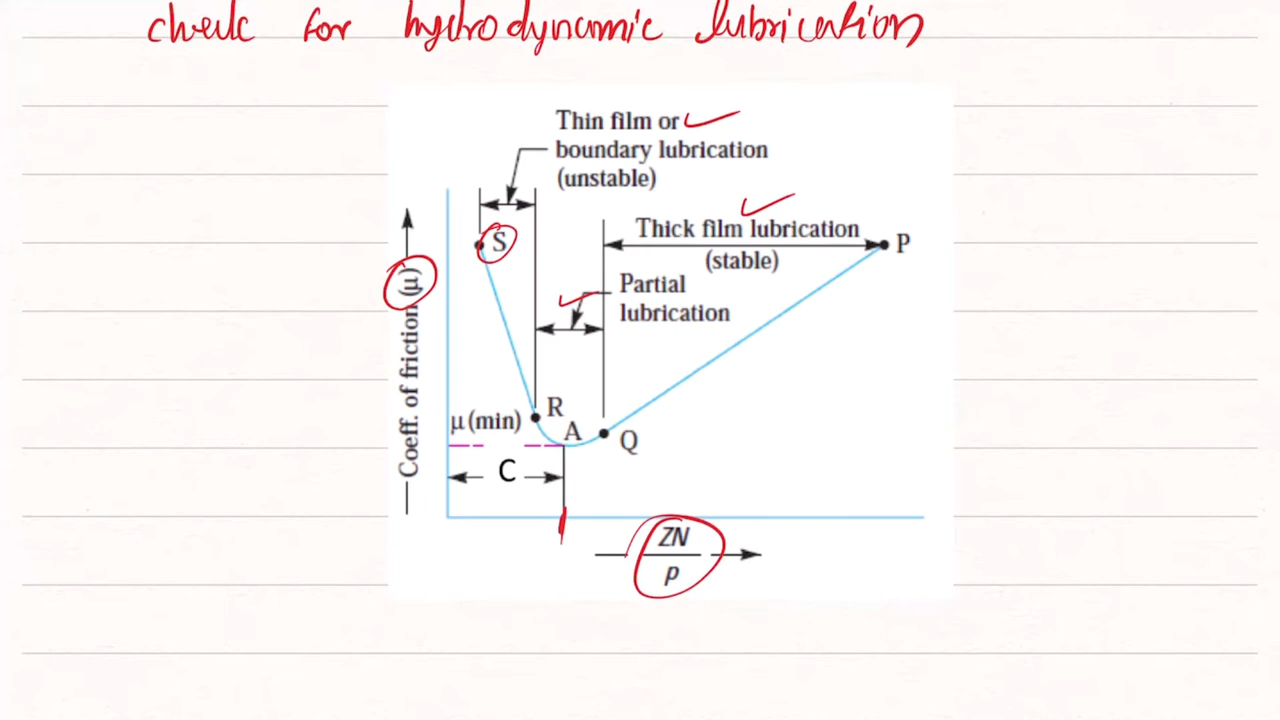 check for hydrodynamic lubrication
Thin film or
boundary lubrication
(unstable)
Thick film lubrication
(stable)
S
P
Partial
lubrication
Coeff. of friction (μ)
R
μ (min)
A
Q
C
ZN
p